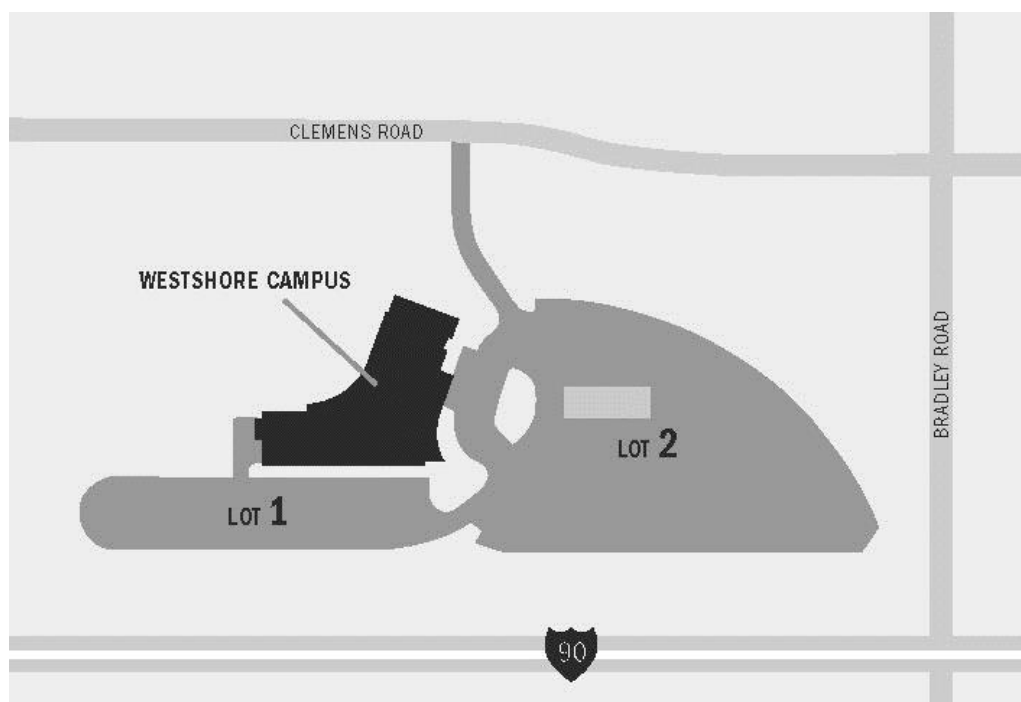 CLEMENS ROAD
WESTSHORE CAMPUS
BRADLEY ROAD
LOT 2
LOT 1
90